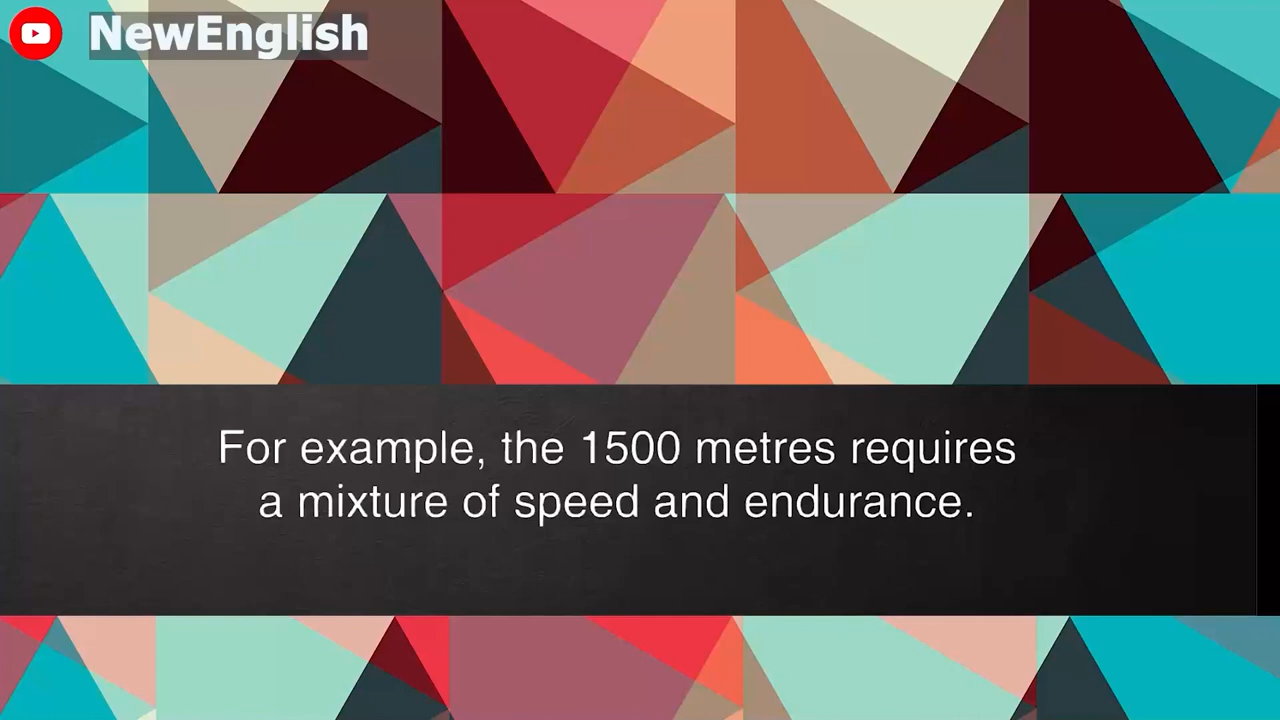 NewEnglish
For example, the 1500 metres requires
a mixture of speed and endurance.